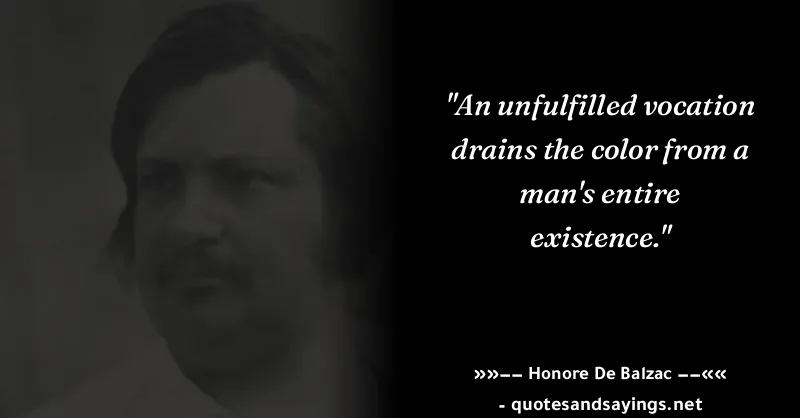 "An unfulfilled vocation
drains the color from a
man's entire
existence."
»»−− Honore De Balzac −−««
- quotesandsayings.net